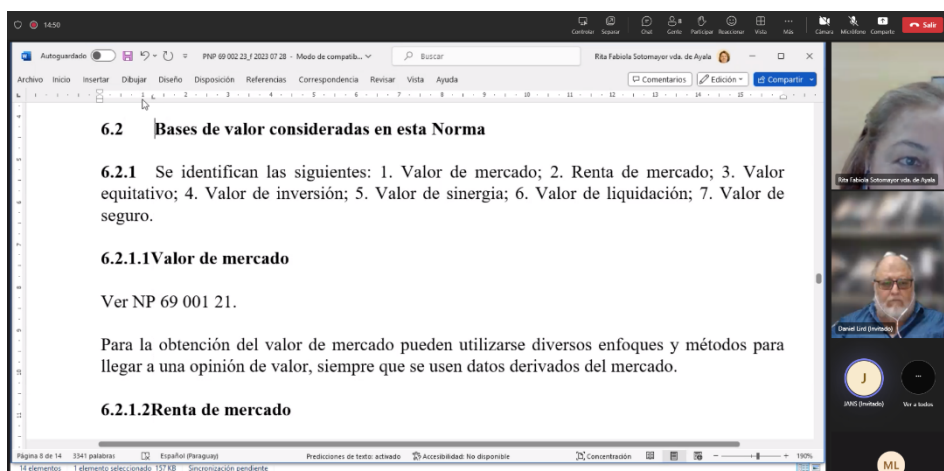 14:50
Controlar Separar Chat Gente Participar Reaccionar Vista Más Cámara Micrófono Compartir Salir
Autoguardado PNP 69 002 23_f 2023 07 28 - Modo de compatib... Buscar Rita Fabiola Sotomayor vda. de Ayala
Archivo Inicio Insertar Dibujar Diseño Disposición Referencias Correspondencia Revisar Vista Ayuda Comentarios Edición Compartir
6.2 Bases de valor consideradas en esta Norma
6.2.1 Se identifican las siguientes: 1. Valor de mercado; 2. Renta de mercado; 3. Valor
equitativo; 4. Valor de inversión; 5. Valor de sinergia; 6. Valor de liquidación; 7. Valor de
seguro.
6.2.1.1Valor de mercado
Ver NP 69 001 21.
Para la obtención del valor de mercado pueden utilizarse diversos enfoques y métodos para
llegar a una opinión de valor, siempre que se usen datos derivados del mercado.
6.2.1.2Renta de mercado
Página 8 de 14 3341 palabras Español (Paraguay) Predicciones de texto: activado Accesibilidad: No disponible Concentración 190%
14 elementos 1 elemento seleccionado 157 KB Sincronización pendiente
Rita Fabiola Sotomayor vda. de Ayala
Daniel Lird (Invitado)
J
JANS (Invitado) Ver a todos
ML